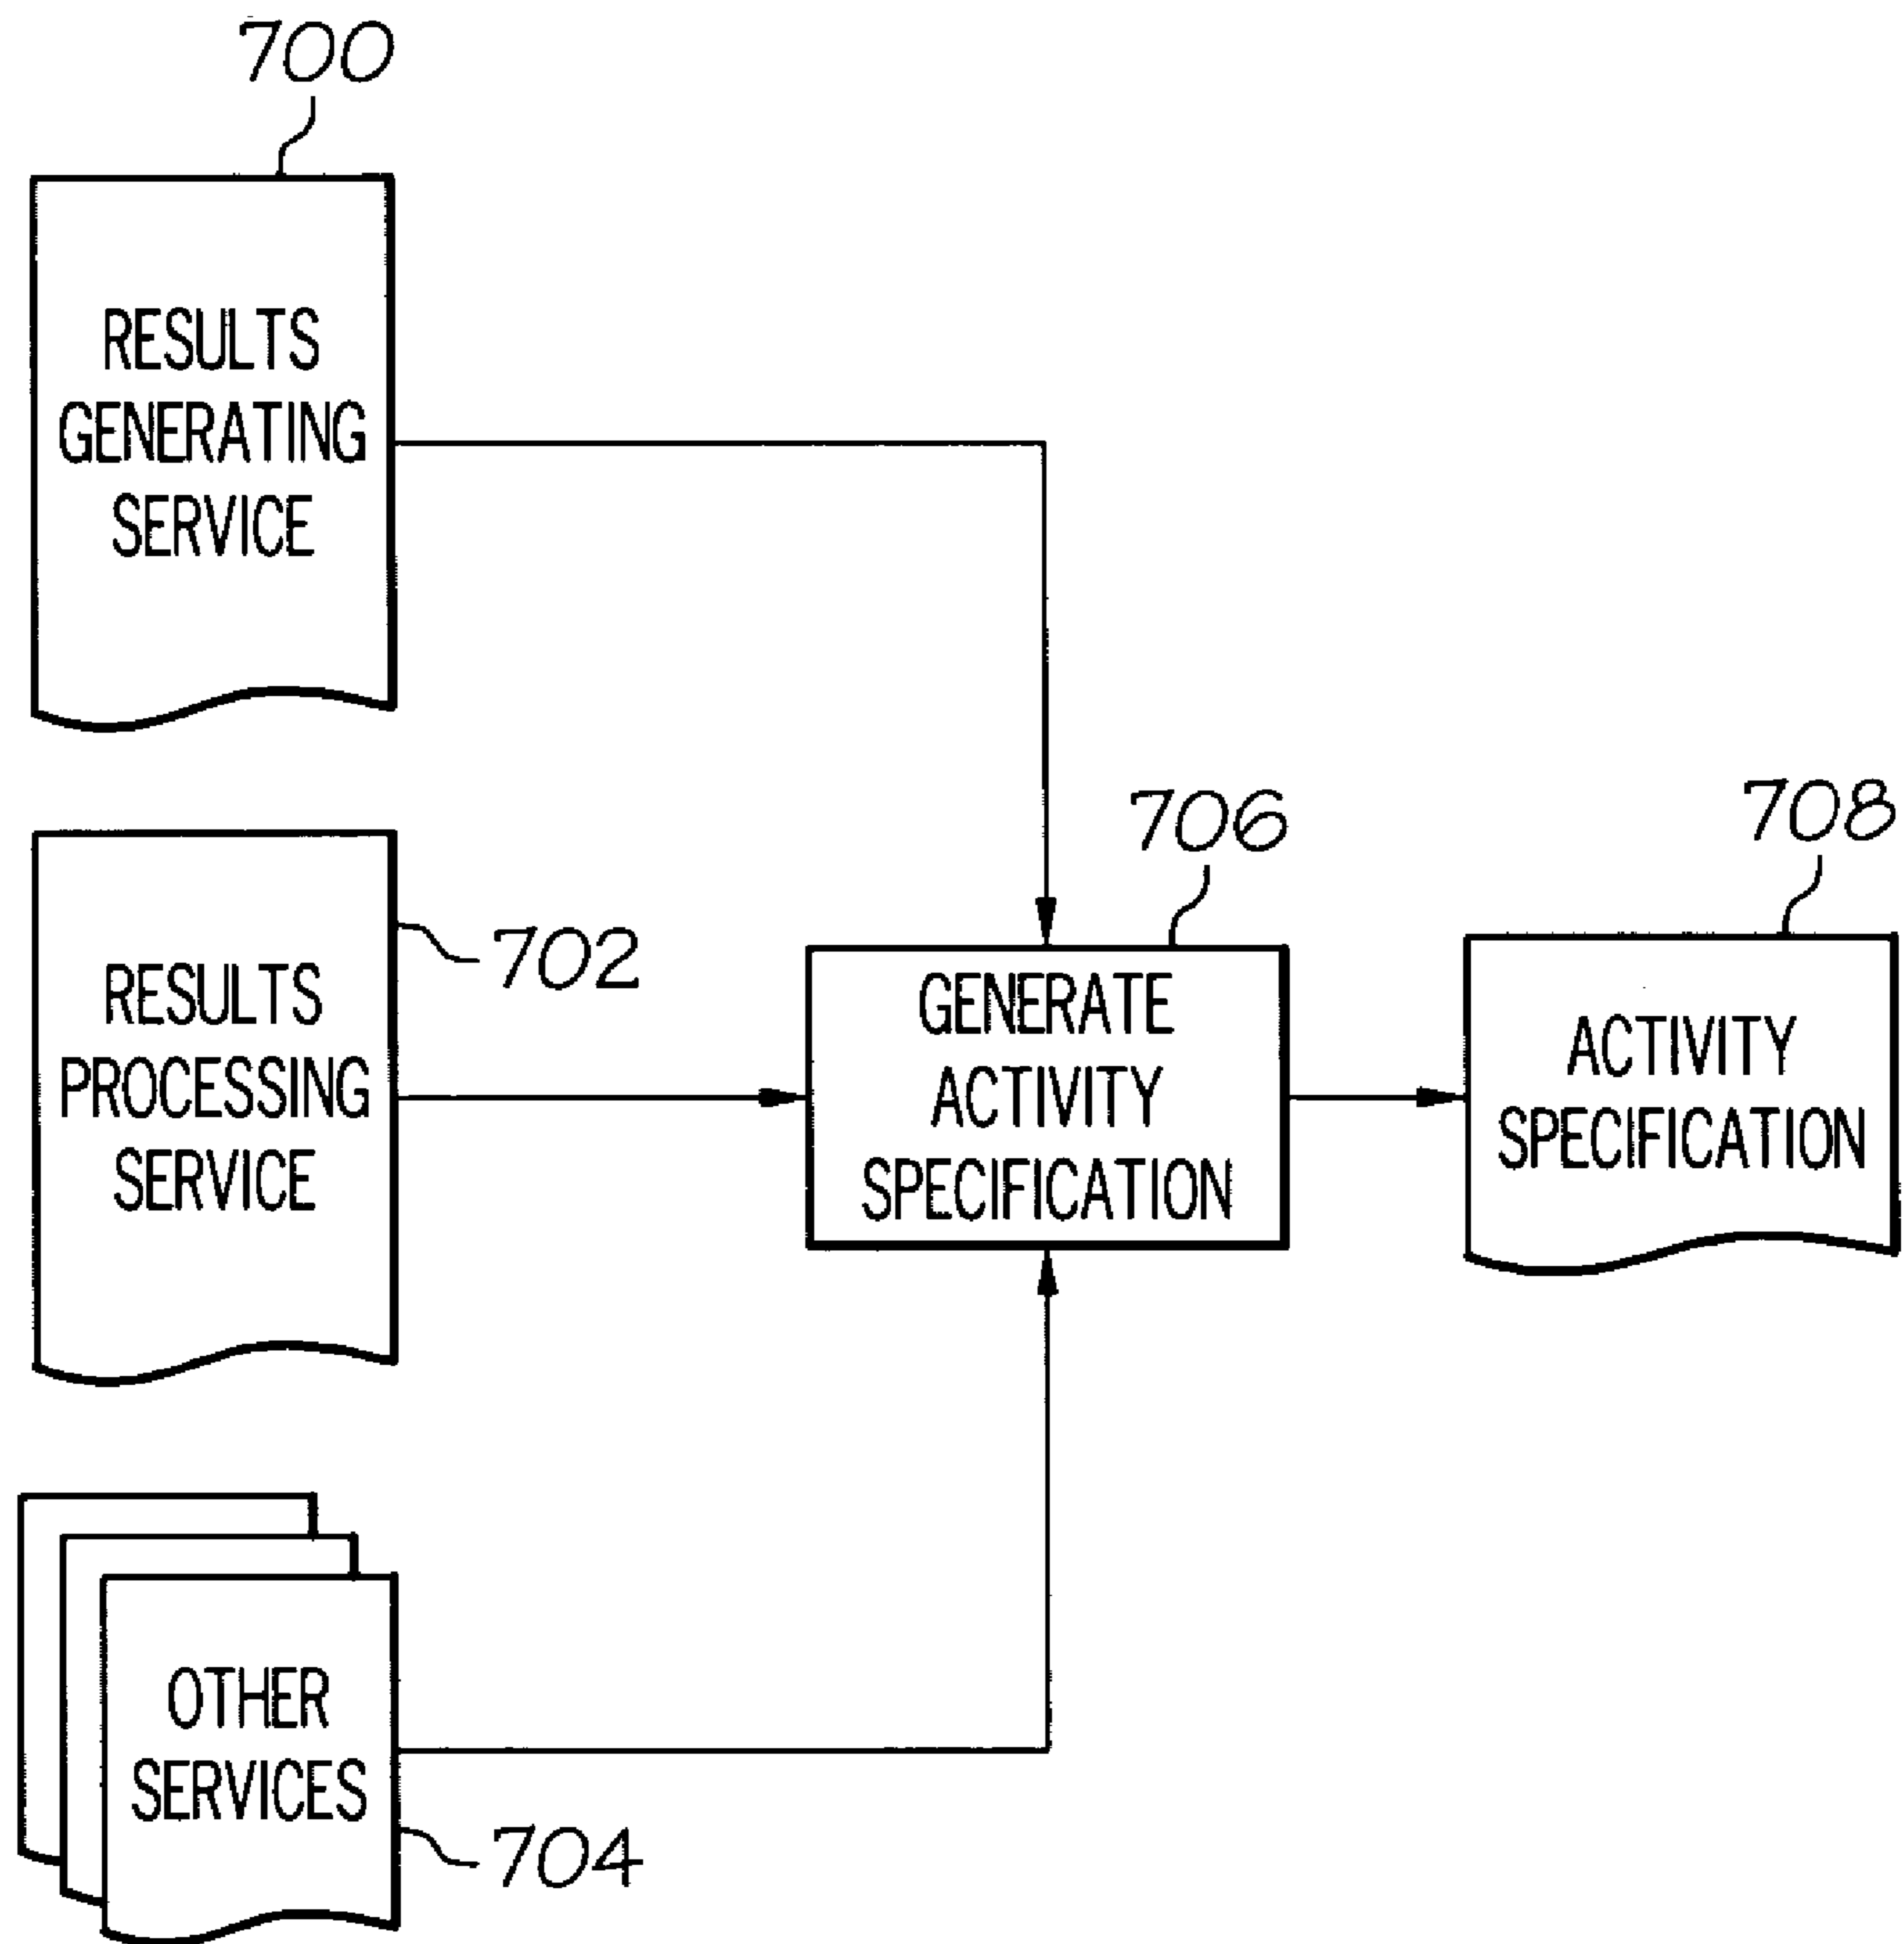 700
RESULTS
GENERATING
SERVICE
702
RESULTS
PROCESSING
SERVICE
706
GENERATE
ACTIVITY
SPECIFICATION
708
ACTIVITY
SPECIFICATION
OTHER
SERVICES
704